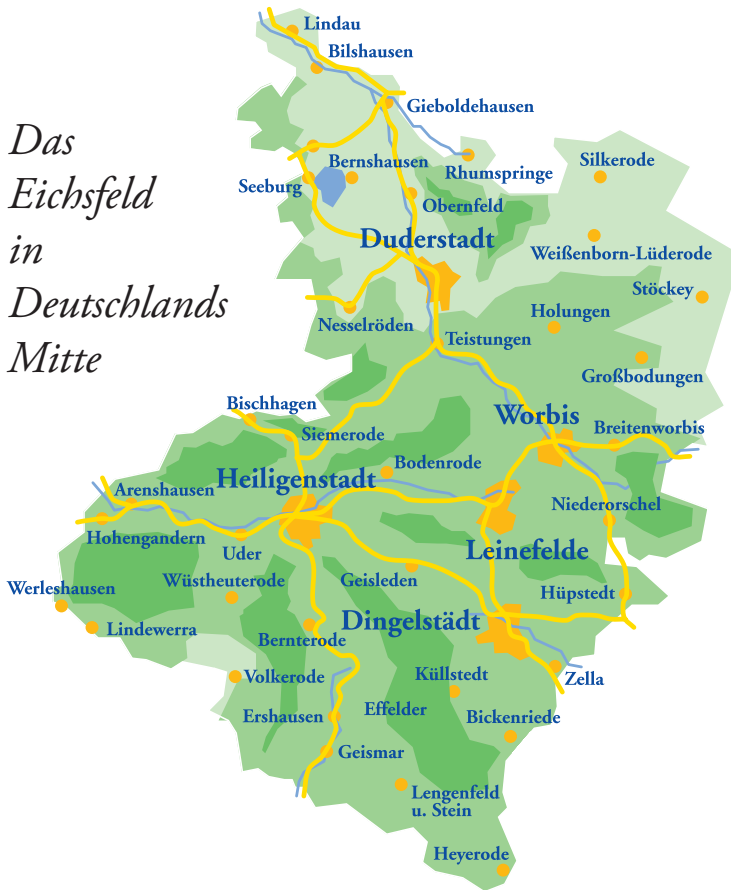 Das
Eichsfeld
in
Deutschlands
Mitte
Lindau
Bilshausen
Gieboldehausen
Bernshausen
Rhumspringe
Silkerode
Seeburg
Obernfeld
Duderstadt
Weißenborn-Lüderode
Stöckey
Holungen
Nesselröden
Teistungen
Großbodungen
Bischhagen
Worbis
Breitenworbis
Siemerode
Bodenrode
Heiligenstadt
Arenshausen
Niederorschel
Hohengandern
Uder
Leinefelde
Wüstheuterode
Geisleden
Werleshausen
Hüpstedt
Lindewerra
Dingelstädt
Bernterode
Volkerode
Küllstedt
Zella
Ershausen
Effelder
Bickenriede
Geismar
Lengenfeld
u. Stein
Heyerode